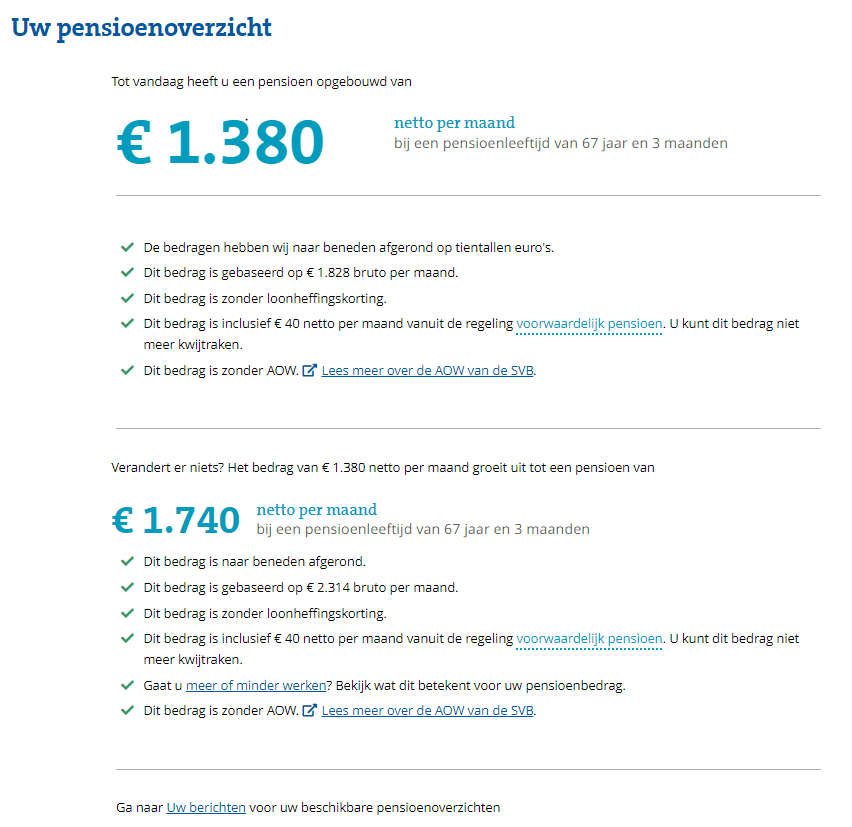 Uw pensioenoverzicht
Tot vandaag heeft u een pensioen opgebouwd van
€ 1.380
netto per maand
bij een pensioenleeftijd van 67 jaar en 3 maanden
De bedragen hebben wij naar beneden afgerond op tientallen euro's.
Dit bedrag is gebaseerd op € 1.828 bruto per maand.
Dit bedrag is zonder loonheffingskorting.
Dit bedrag is inclusief € 40 netto per maand vanuit de regeling voorwaardelijk pensioen. U kunt dit bedrag niet
meer kwijtraken.
Dit bedrag is zonder AOW. Lees meer over de AOW van de SVB.
Verandert er niets? Het bedrag van € 1.380 netto per maand groeit uit tot een pensioen van
€ 1.740
netto per maand
bij een pensioenleeftijd van 67 jaar en 3 maanden
Dit bedrag is naar beneden afgerond.
Dit bedrag is gebaseerd op € 2.314 bruto per maand.
Dit bedrag is zonder loonheffingskorting.
Dit bedrag is inclusief € 40 netto per maand vanuit de regeling voorwaardelijk pensioen. U kunt dit bedrag niet
meer kwijtraken.
Gaat u meer of minder werken? Bekijk wat dit betekent voor uw pensioenbedrag.
Dit bedrag is zonder AOW. Lees meer over de AOW van de SVB.
Ga naar Uw berichten voor uw beschikbare pensioenoverzichten